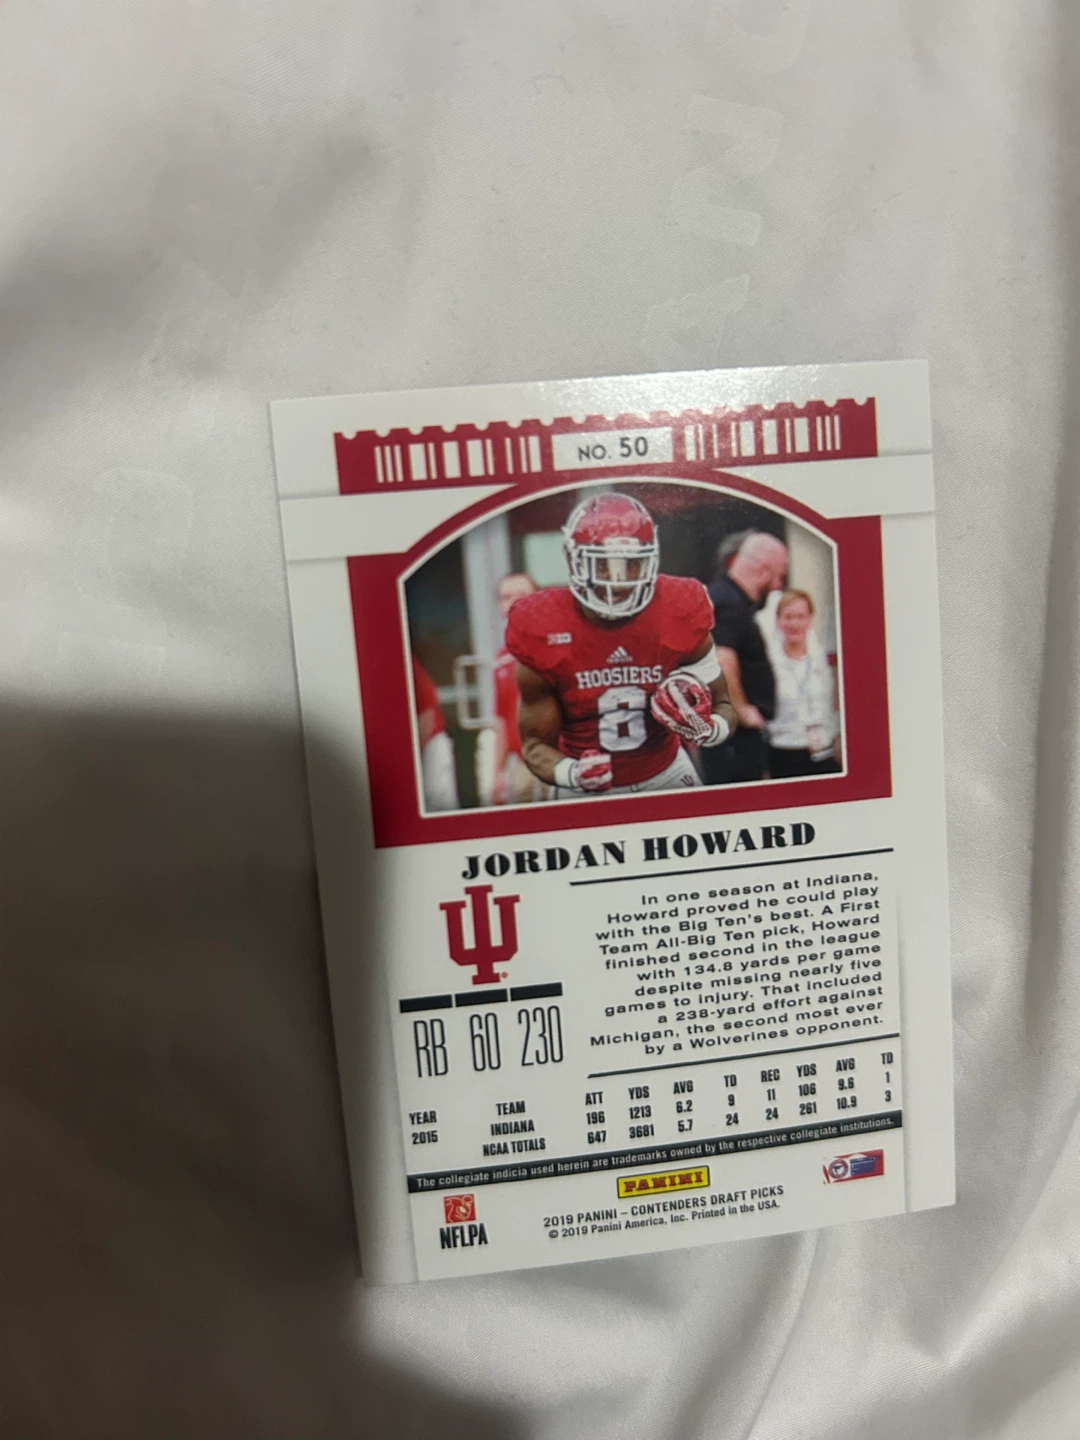 NO. 50
B1G
adidas
HOOSIERS
8
JORDAN HOWARD
In one season at Indiana,
Howard proved he could play
with the Big Ten's best. A First
Team All-Big Ten pick, Howard
finished second in the league
with 134.8 yards per game
despite missing nearly five
games to injury. That included
a 238-yard effort against
Michigan, the second most ever
by a Wolverines opponent.
RB 60 230
YEAR TEAM ATT YDS AVG TD REC YDS AVG TD
2015 INDIANA 196 1213 6.2 9 11 106 9.6 1
NCAA TOTALS 647 3681 5.7 24 24 261 10.9 3
The collegiate indicia used herein are trademarks owned by the respective collegiate institutions.
PANINI
NFLPA
2019 PANINI – CONTENDERS DRAFT PICKS
© 2019 Panini America, Inc. Printed in the USA.